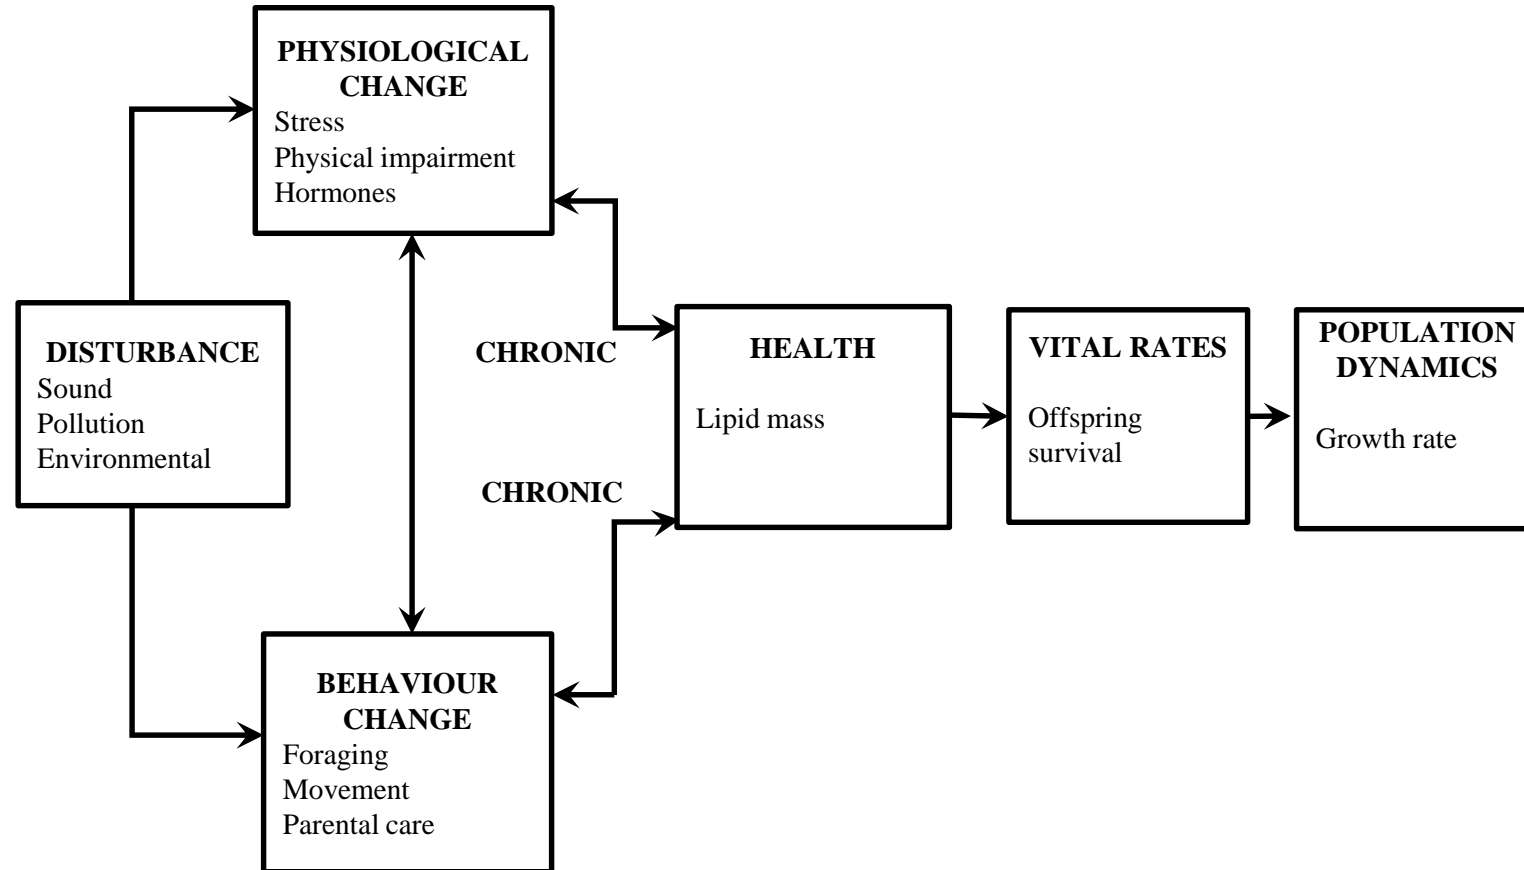 PHYSIOLOGICAL
CHANGE
Stress
Physical impairment
Hormones
DISTURBANCE
Sound
Pollution
Environmental
CHRONIC
CHRONIC
BEHAVIOUR
CHANGE
Foraging
Movement
Parental care
HEALTH
Lipid mass
VITAL RATES
Offspring
survival
POPULATION
DYNAMICS
Growth rate